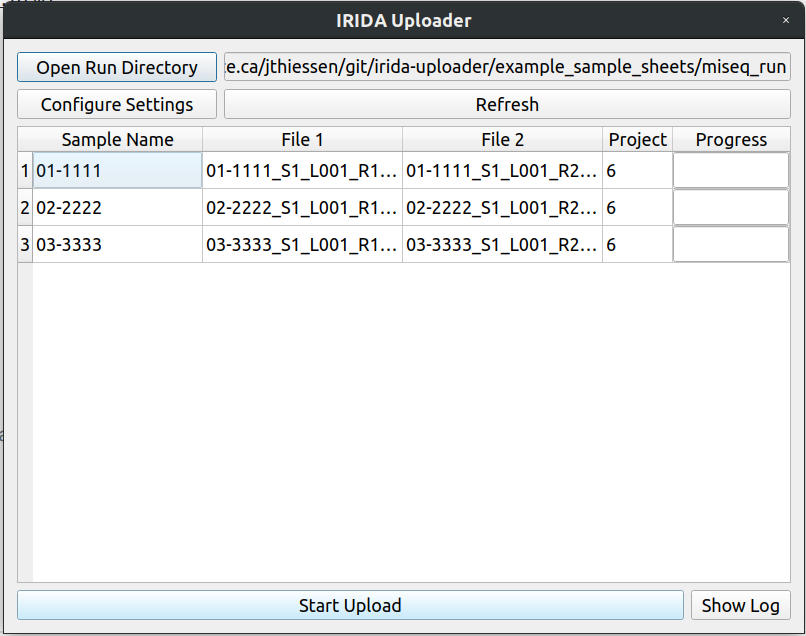 IRIDA Uploader ×
Open Run Directory e.ca/jthiessen/git/irida-uploader/example_sample_sheets/miseq_run
Configure Settings Refresh
Sample Name File 1 File 2 Project Progress
1 01-1111 01-1111_S1_L001_R1... 01-1111_S1_L001_R2... 6
2 02-2222 02-2222_S1_L001_R1... 02-2222_S1_L001_R2... 6
3 03-3333 03-3333_S1_L001_R1... 03-3333_S1_L001_R2... 6
Start Upload Show Log